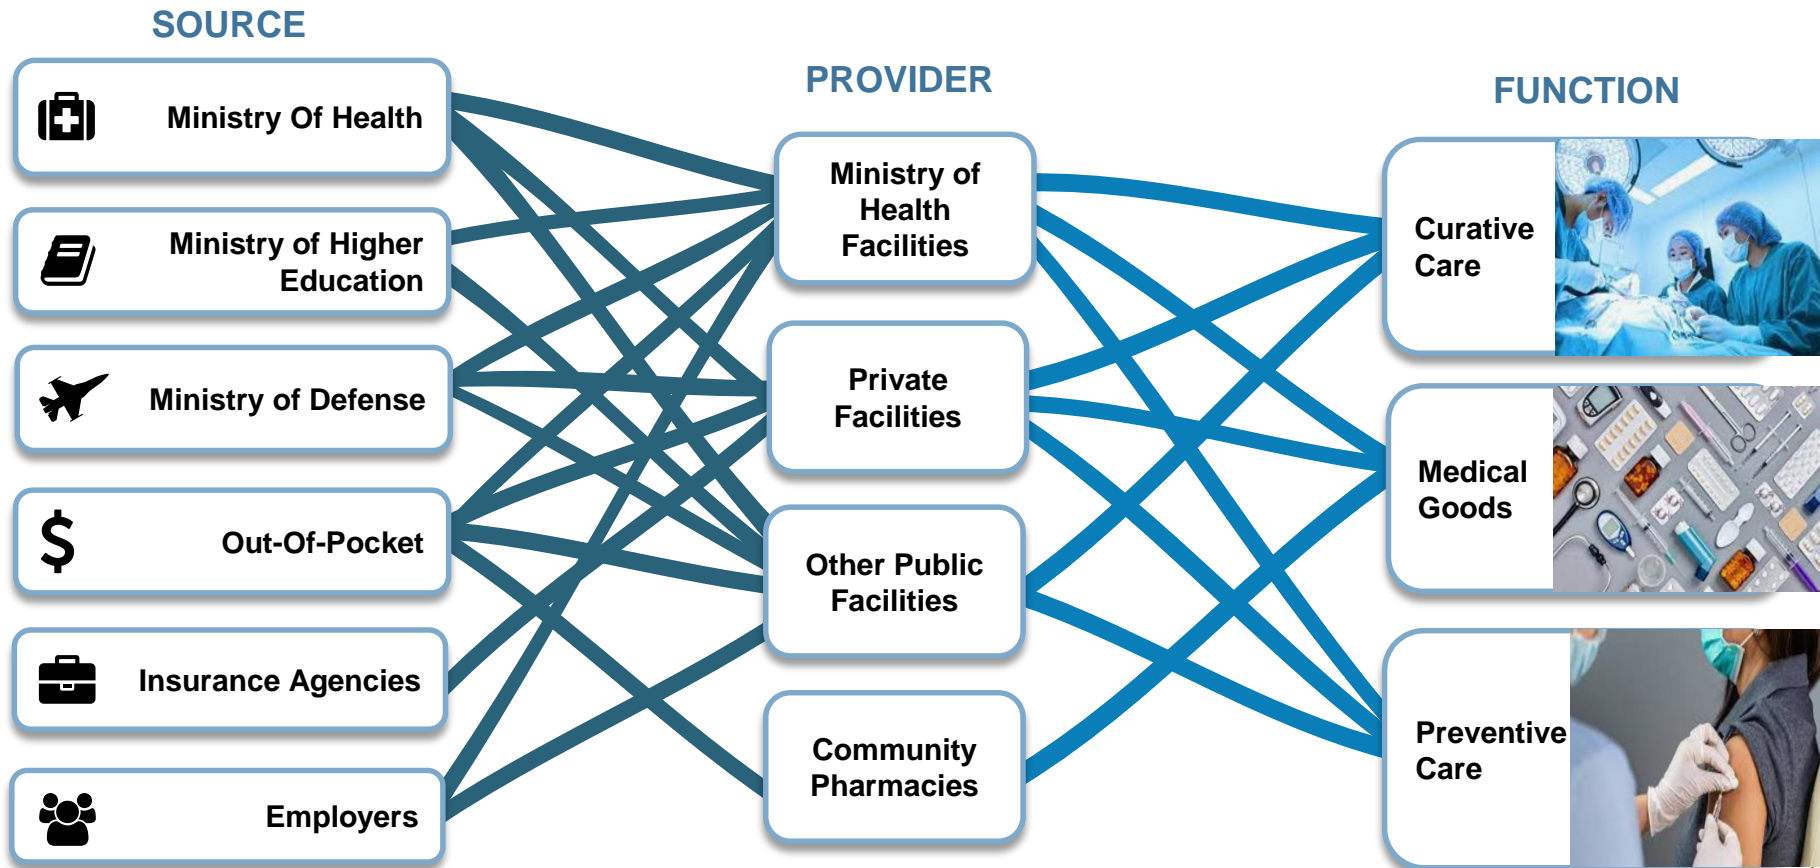 SOURCE
Ministry Of Health
Ministry of Higher
Education
Ministry of Defense
Out-Of-Pocket
Insurance Agencies
Employers
PROVIDER
Ministry of
Health
Facilities
Private
Facilities
Other Public
Facilities
Community
Pharmacies
FUNCTION
Curative
Care
Medical
Goods
Preventive
Care